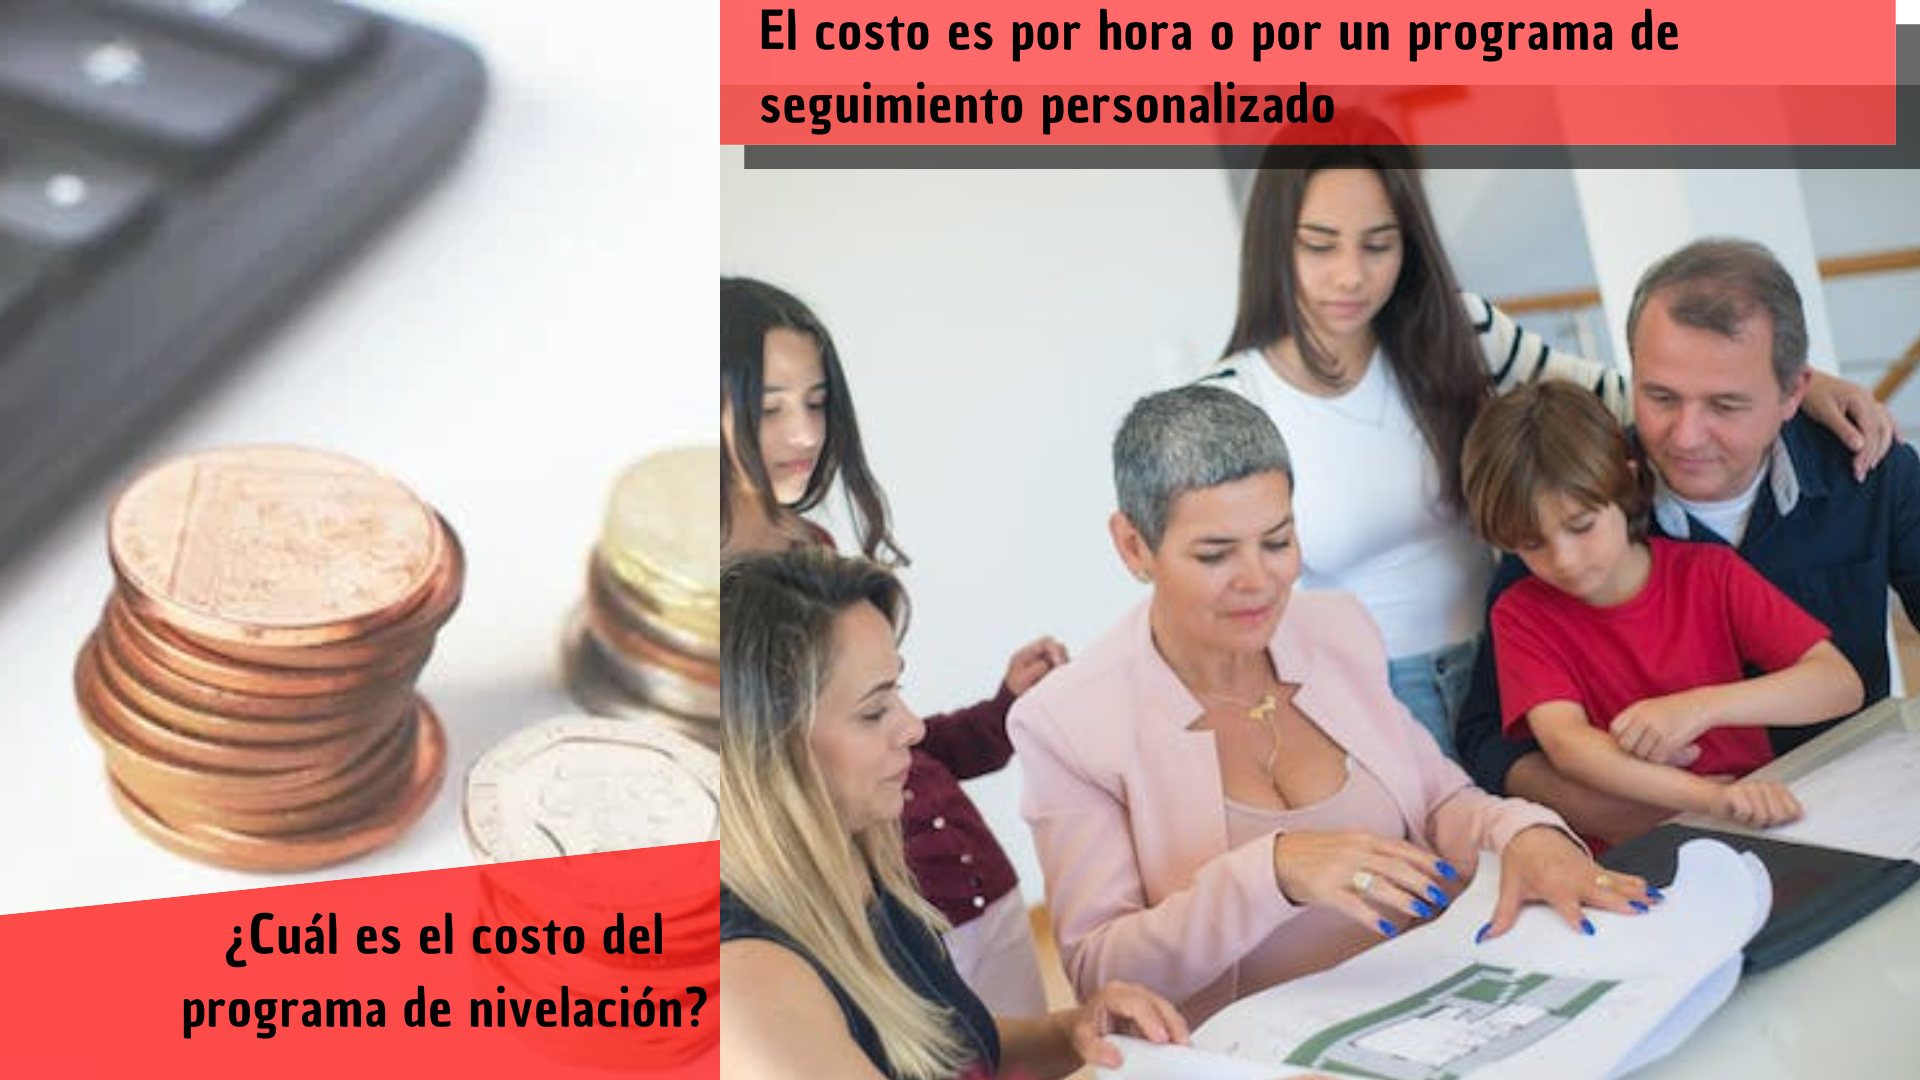 ¿Cuál es el costo del
programa de nivelación?
El costo es por hora o por un programa de
seguimiento personalizado